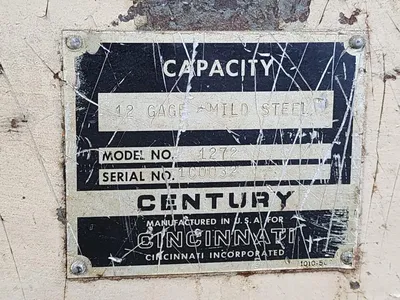 CAPACITY
12 GAGE - MILD STEEL
MODEL NO. 1272
SERIAL NO.
CENTURY
MANUFACTURED IN U.S.A. FOR
CINCINNATI
CINCINNATI INCORPORATED